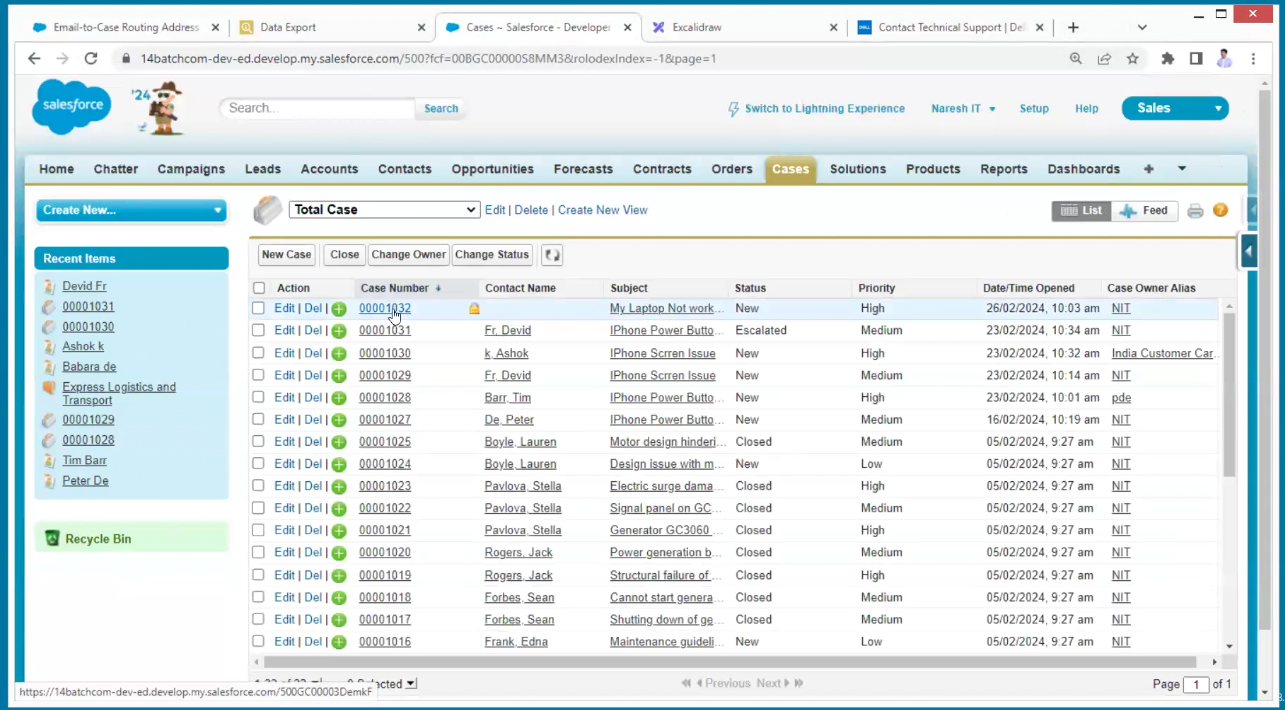 Email-to-Case Routing Address
Data Export
Cases ~ Salesforce - Developer
Excalidraw
Contact Technical Support | Del
14batchcom-dev-ed.develop.my.salesforce.com/500?fcf=00BGC00000S8MM3&rolodexIndex=-1&page=1
salesforce
'24
Search...
Search
Switch to Lightning Experience
Naresh IT
Setup
Help
Sales
Home Chatter Campaigns Leads Accounts Contacts Opportunities Forecasts Contracts Orders Cases Solutions Products Reports Dashboards
Create New...
Total Case
Edit | Delete | Create New View
List
Feed
Recent Items
Devid Fr
00001031
00001030
Ashok k
Babara de
Express Logistics and
Transport
00001029
00001028
Tim Barr
Peter De
Recycle Bin
New Case Close Change Owner Change Status
Action Case Number Contact Name Subject Status Priority Date/Time Opened Case Owner Alias
Edit | Del | 00001032 My Laptop Not work... New High 26/02/2024, 10:03 am NIT
Edit | Del | 00001031 Fr, Devid IPhone Power Butto... Escalated Medium 23/02/2024, 10:34 am NIT
Edit | Del | 00001030 k, Ashok IPhone Scrren Issue New High 23/02/2024, 10:32 am India Customer Car...
Edit | Del | 00001029 Fr, Devid IPhone Scrren Issue New Medium 23/02/2024, 10:14 am NIT
Edit | Del | 00001028 Barr, Tim IPhone Power Butto... New High 23/02/2024, 10:01 am pde
Edit | Del | 00001027 De, Peter IPhone Power Butto... New Medium 16/02/2024, 10:19 am NIT
Edit | Del | 00001025 Boyle, Lauren Motor design hinderi... Closed Medium 05/02/2024, 9:27 am NIT
Edit | Del | 00001024 Boyle, Lauren Design issue with m... New Low 05/02/2024, 9:27 am NIT
Edit | Del | 00001023 Pavlova, Stella Electric surge dama... Closed High 05/02/2024, 9:27 am NIT
Edit | Del | 00001022 Pavlova, Stella Signal panel on GC... Closed Medium 05/02/2024, 9:27 am NIT
Edit | Del | 00001021 Pavlova, Stella Generator GC3060 ... Closed High 05/02/2024, 9:27 am NIT
Edit | Del | 00001020 Rogers, Jack Power generation b... Closed Medium 05/02/2024, 9:27 am NIT
Edit | Del | 00001019 Rogers, Jack Structural failure of ... Closed High 05/02/2024, 9:27 am NIT
Edit | Del | 00001018 Forbes, Sean Cannot start genera... Closed Medium 05/02/2024, 9:27 am NIT
Edit | Del | 00001017 Forbes, Sean Shutting down of ge... Closed Medium 05/02/2024, 9:27 am NIT
Edit | Del | 00001016 Frank, Edna Maintenance guideli... New Low 05/02/2024, 9:27 am NIT
Previous Next
Page 1 of 1
https://14batchcom-dev-ed.develop.my.salesforce.com/500GC00003DemkF